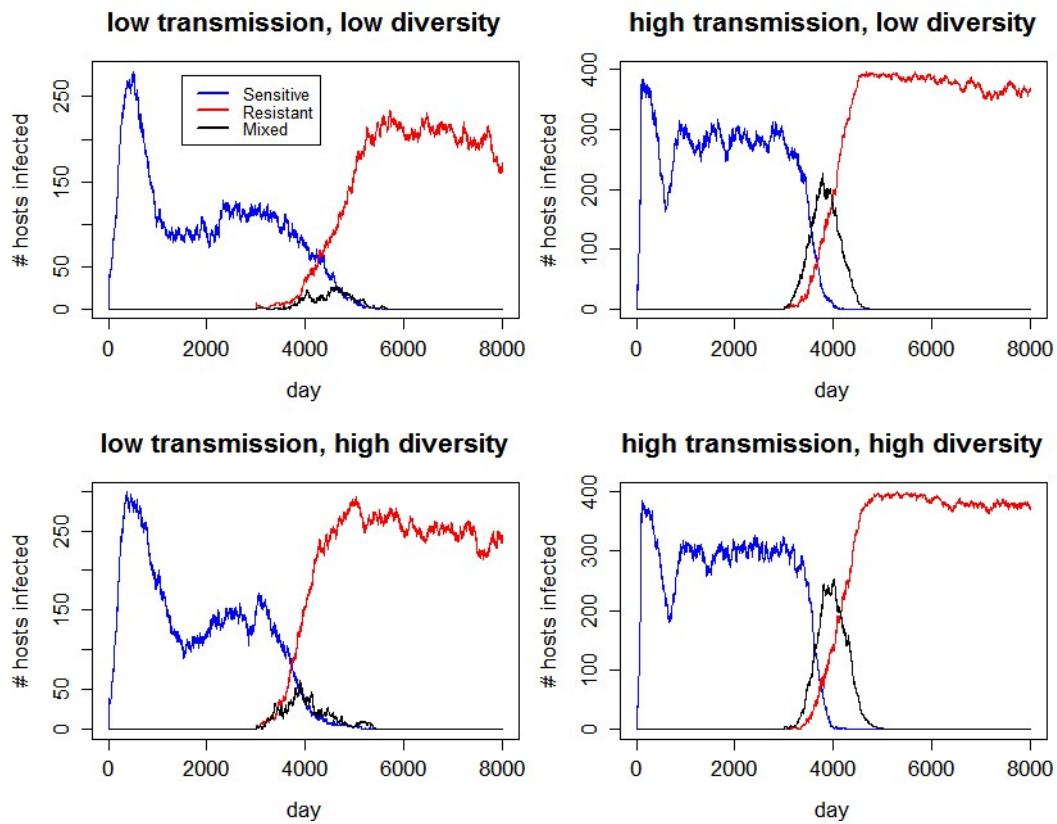 low transmission, low diversity
# hosts infected
250
150
50
0
Sensitive
Resistant
Mixed
0 2000 4000 6000 8000
day
high transmission, low diversity
# hosts infected
400
300
200
100
0
0 2000 4000 6000 8000
day
low transmission, high diversity
# hosts infected
250
150
50
0
0 2000 4000 6000 8000
day
high transmission, high diversity
# hosts infected
400
300
200
100
0
0 2000 4000 6000 8000
day